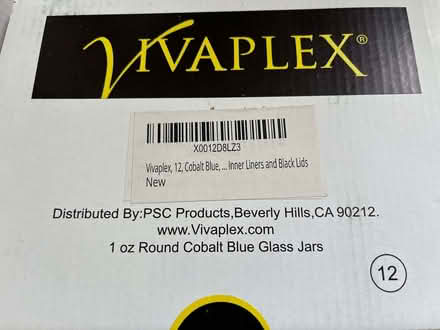 VIVAPLEX®
X0012D8LZ3
Vivaplex, 12, Cobalt Blue, ... Inner Liners and Black Lids
New
Distributed By:PSC Products,Beverly Hills,CA 90212.
www.Vivaplex.com
1 oz Round Cobalt Blue Glass Jars
12